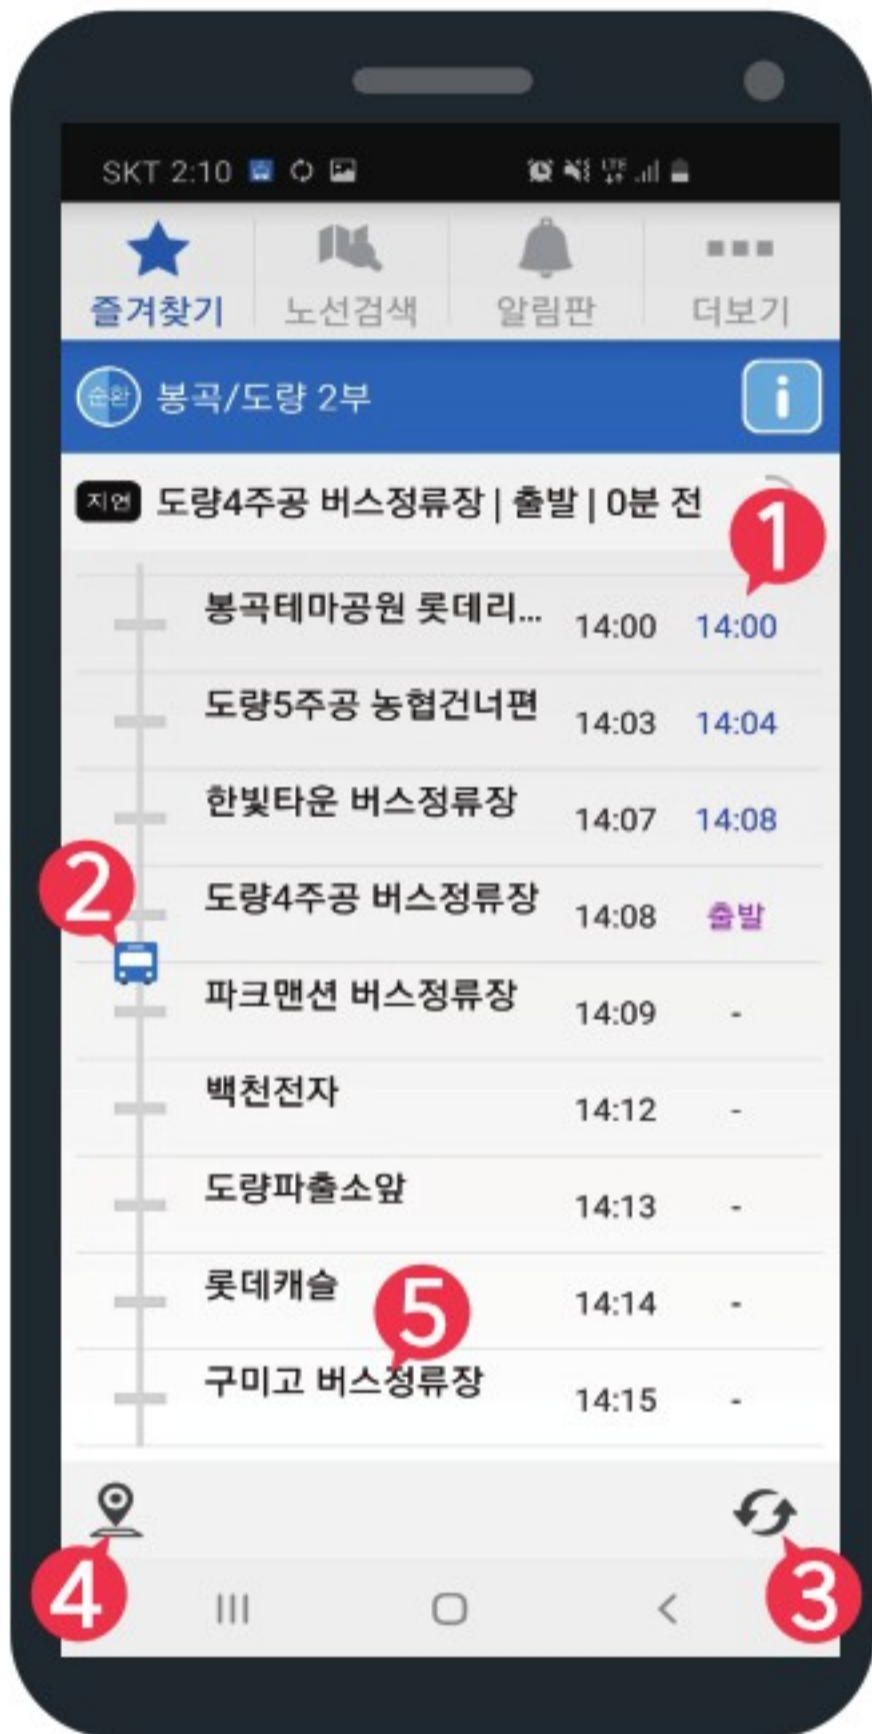 SKT 2:10 LTE
즐겨찾기 노선검색 알림판 더보기
순환 봉곡/도량 2부 i
지연 도량4주공 버스정류장 | 출발 | 0분 전
1
봉곡테마공원 롯데리... 14:00 14:00
도량5주공 농협건너편 14:03 14:04
한빛타운 버스정류장 14:07 14:08
2
도량4주공 버스정류장 14:08 출발
파크맨션 버스정류장 14:09 -
백천전자 14:12 -
도량파출소앞 14:13 -
롯데캐슬 14:14 -
5
구미고 버스정류장 14:15 -
4 3